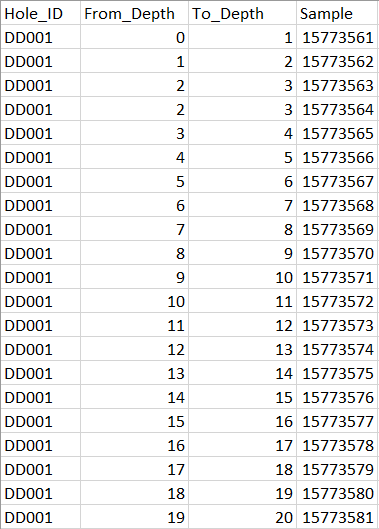 Hole_ID From_Depth To_Depth Sample
DD001 0 1 15773561
DD001 1 2 15773562
DD001 2 3 15773563
DD001 2 3 15773564
DD001 3 4 15773565
DD001 4 5 15773566
DD001 5 6 15773567
DD001 6 7 15773568
DD001 7 8 15773569
DD001 8 9 15773570
DD001 9 10 15773571
DD001 10 11 15773572
DD001 11 12 15773573
DD001 12 13 15773574
DD001 13 14 15773575
DD001 14 15 15773576
DD001 15 16 15773577
DD001 16 17 15773578
DD001 17 18 15773579
DD001 18 19 15773580
DD001 19 20 15773581